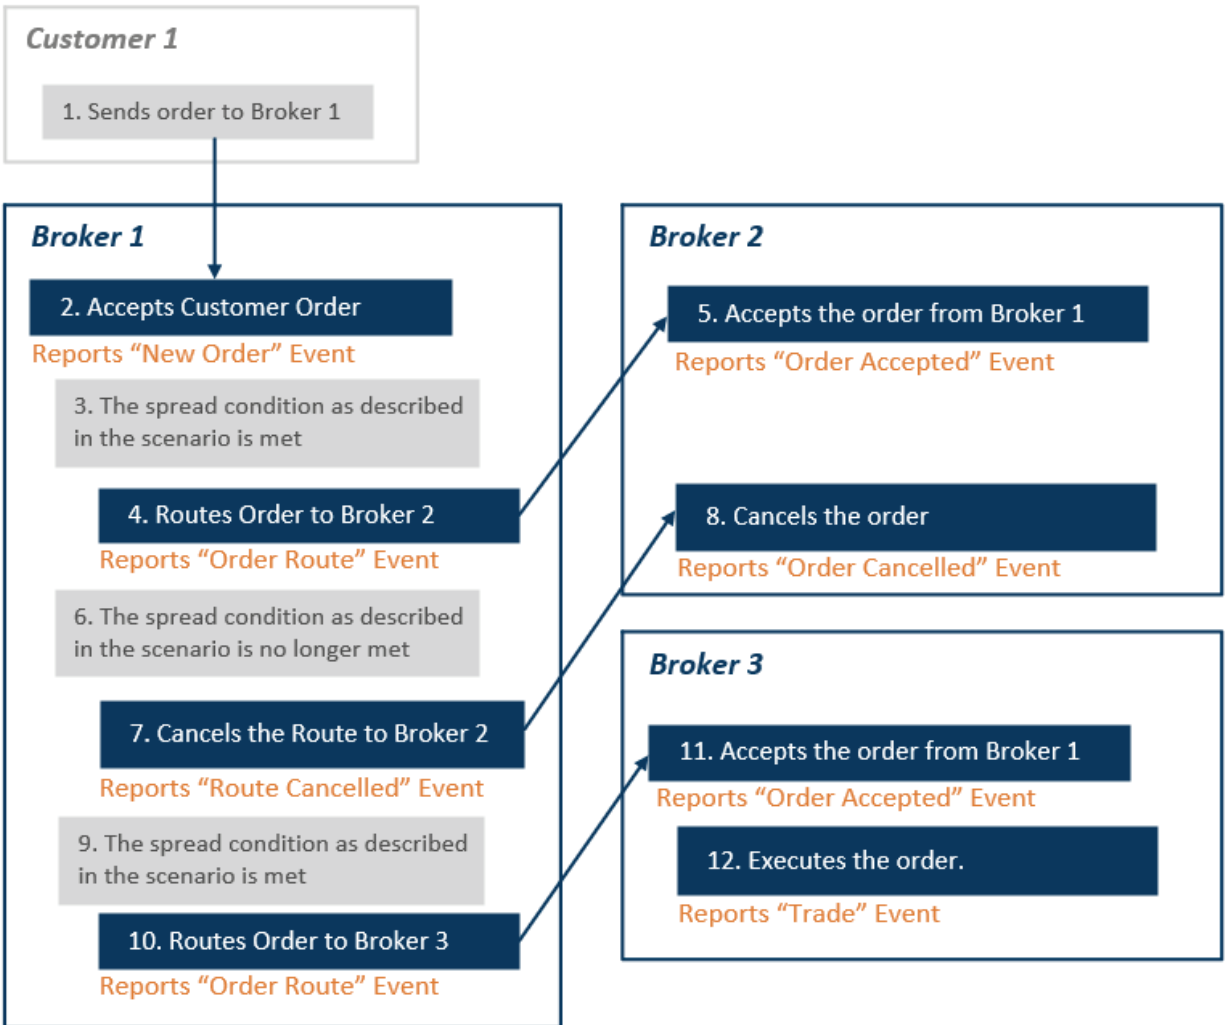 Customer 1
1. Sends order to Broker 1
Broker 1
2. Accepts Customer Order
Reports “New Order” Event
3. The spread condition as described
in the scenario is met
4. Routes Order to Broker 2
Reports “Order Route” Event
6. The spread condition as described
in the scenario is no longer met
7. Cancels the Route to Broker 2
Reports “Route Cancelled” Event
9. The spread condition as described
in the scenario is met
10. Routes Order to Broker 3
Reports “Order Route” Event
Broker 2
5. Accepts the order from Broker 1
Reports “Order Accepted” Event
8. Cancels the order
Reports “Order Cancelled” Event
Broker 3
11. Accepts the order from Broker 1
Reports “Order Accepted” Event
12. Executes the order.
Reports “Trade” Event